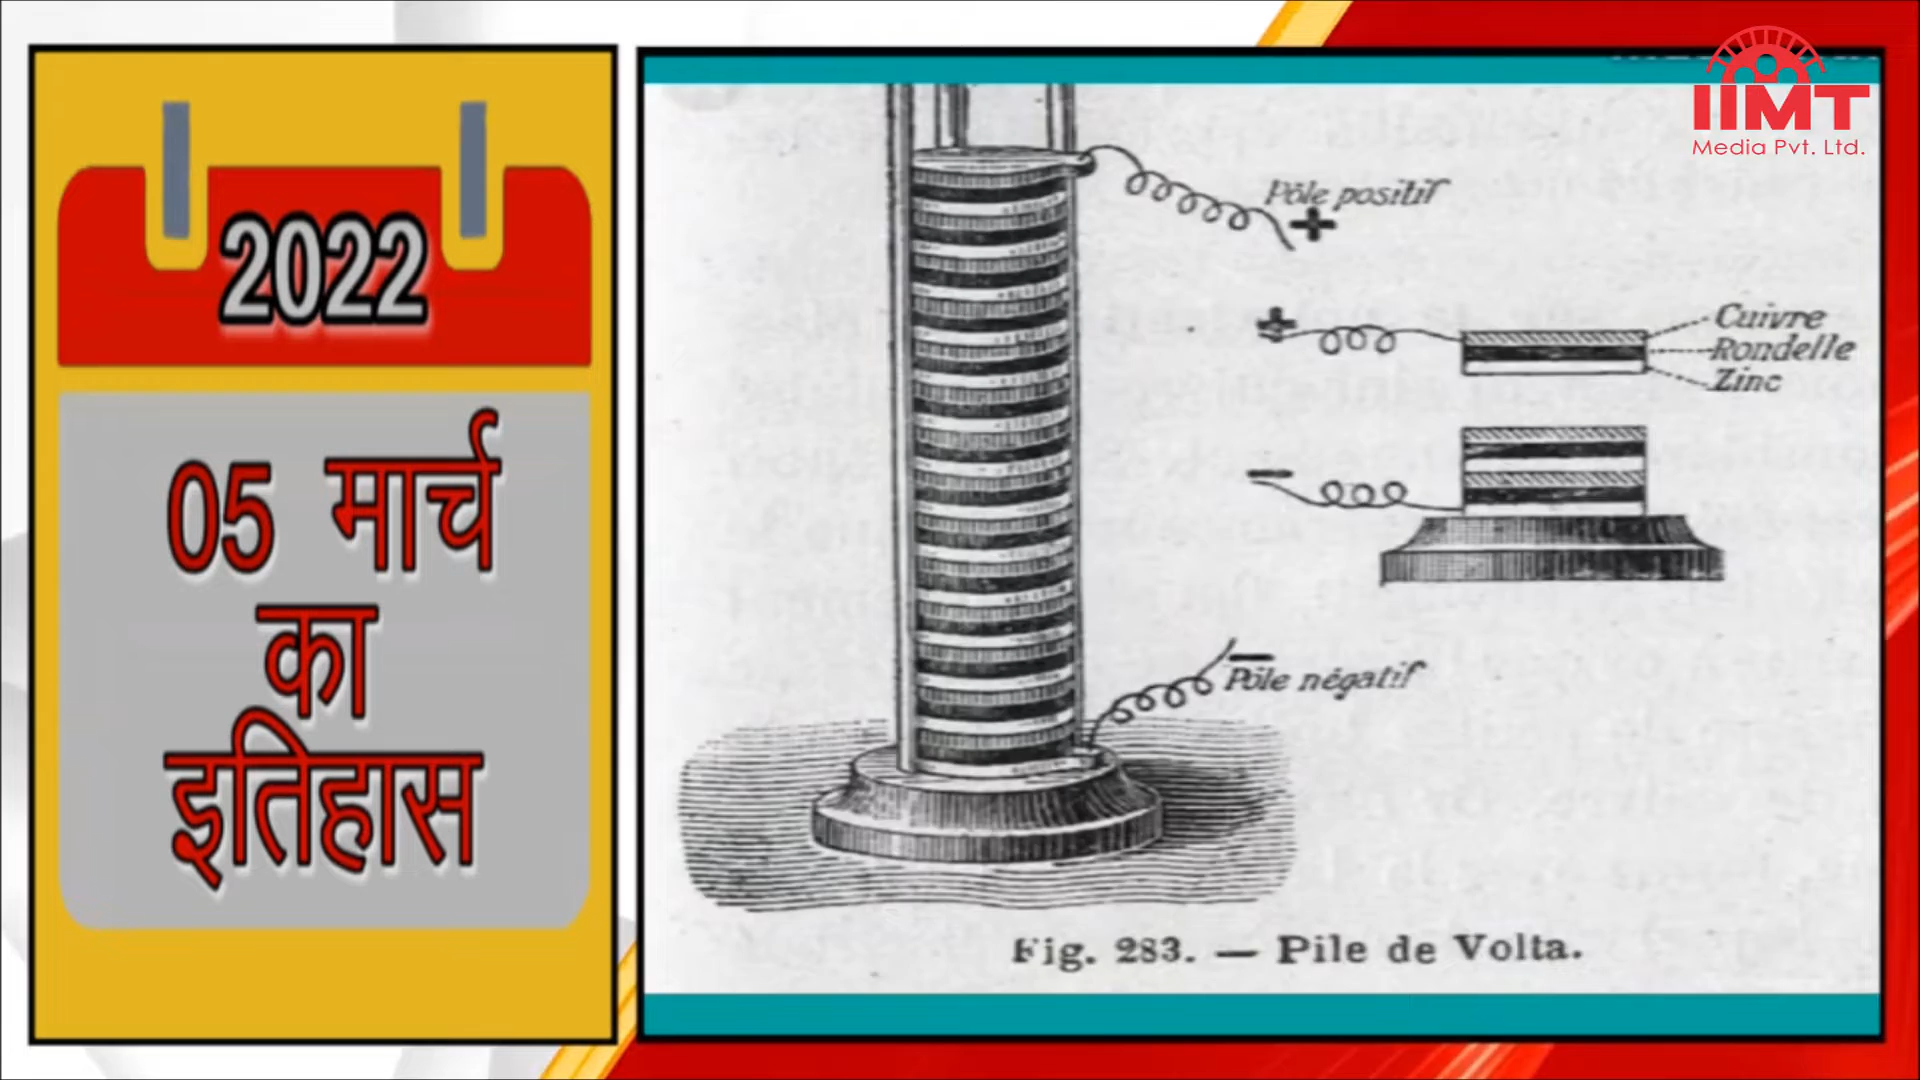 2022
05 मार्च
का
इतिहास
IIMT
Media Pvt. Ltd.
Pôle positif
+
+
Cuivre
Rondelle
Zinc
–
–
Pôle négatif
Fig. 283. — Pile de Volta.